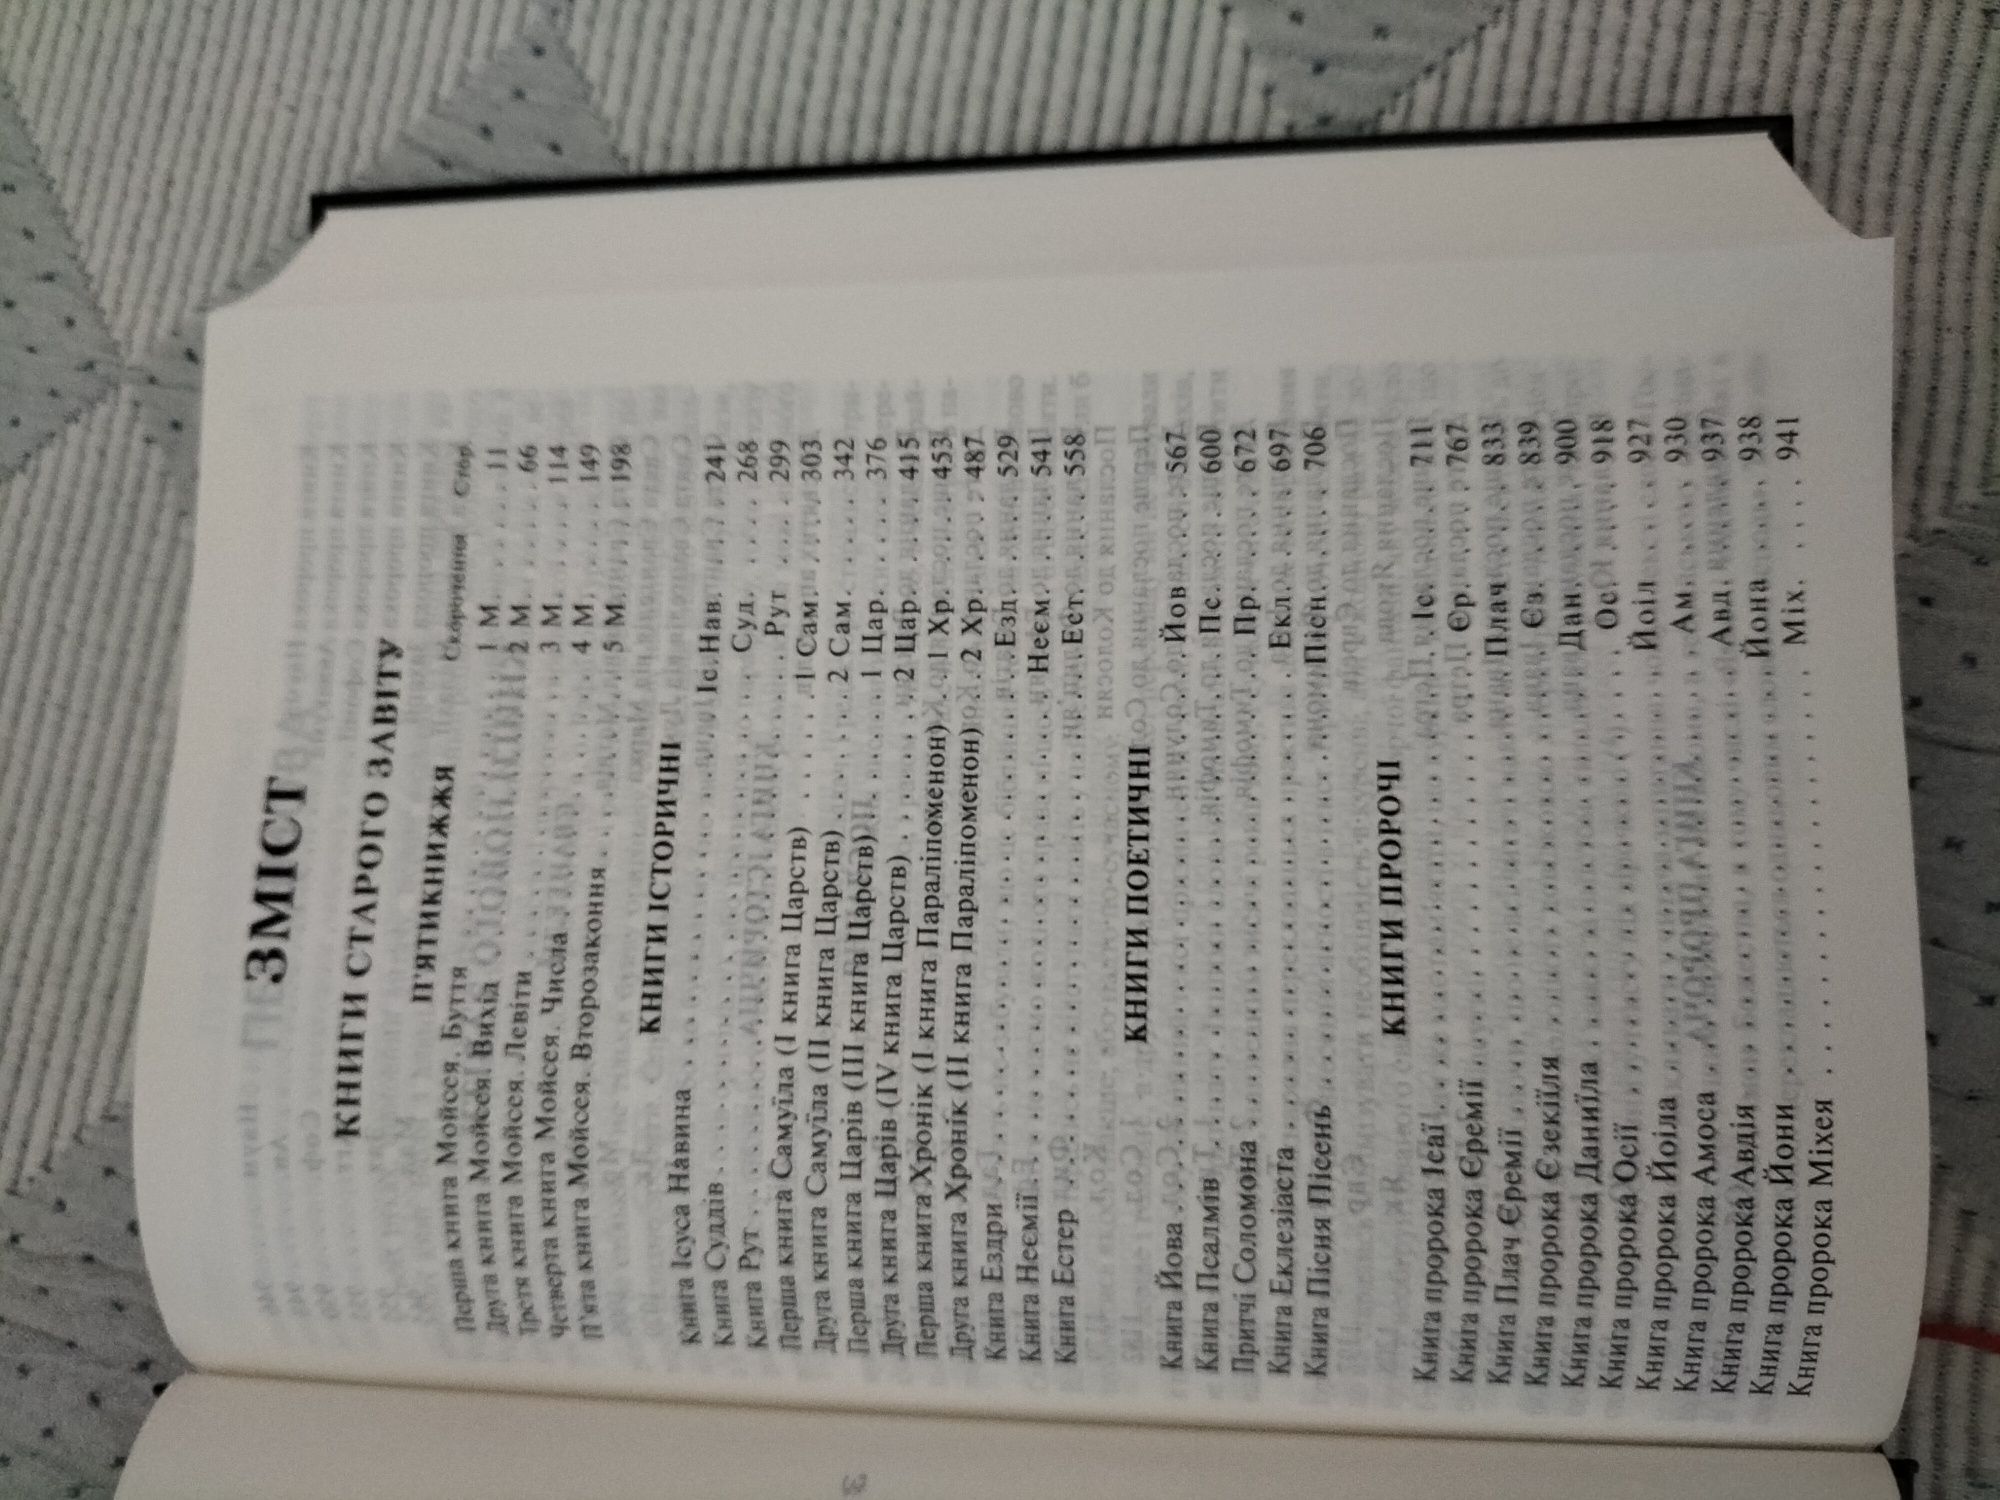 ЗМІСТ
КНИГИ СТАРОГО ЗАВІТУ
П'ЯТИКНИЖЖЯ
Скорочення Стор.
Перша книга Мойсея. Буття 1 М. . . . . . . 11
Друга книга Мойсея. Вихід 2 М. . . . . . . 66
Третя книга Мойсея. Левіти . . . . . . . . . 3 М. . . . . . 114
Четверта книга Мойсея. Числа 4 М. . . . . . 149
П'ята книга Мойсея. Второзаконня . . . . . . 5 М. . . . . . 198
КНИГИ ІСТОРИЧНІ
Книга Ісуса Навина . . . . . . . . . . . . Іс.Нав. . . . . . 241
Книга Суддів . . . . . . . . . . . . . . . Суд. . . . . . 268
Книга Рут . . . . . . . . . . . . . . . . Рут . . . . . 299
Перша книга Самуїла (І книга Царств) . . . . . . 1 Сам. . . . . . 303
Друга книга Самуїла (ІІ книга Царств) . . . . . . 2 Сам. . . . . . 342
Перша книга Царів (ІІІ книга Царств) . . . . . . 1 Цар. . . . . . 376
Друга книга Царів (IV книга Царств) . . . . . . 2 Цар. . . . . . 415
Перша книга Хронік (І книга Параліпоменон) . . 1 Хр. . . . . . 453
Друга книга Хронік (ІІ книга Параліпоменон) . . 2 Хр. . . . . . 487
Книга Ездри . . . . . . . . . . . . . . . Езд. . . . . . 529
Книга Неємії . . . . . . . . . . . . . . . Неєм. . . . . . 541
Книга Естер . . . . . . . . . . . . . . . Ест. . . . . . 558
КНИГИ ПОЕТИЧНІ
Книга Йова . . . . . . . . . . . . . . . Йов . . . . . 567
Книга Псалмів . . . . . . . . . . . . . . Пс. . . . . . 600
Притчі Соломона . . . . . . . . . . . . . Пр. . . . . . 672
Книга Еклезіаста . . . . . . . . . . . . . Екл. . . . . . 697
Книга Пісня Пісень . . . . . . . . . . . . Пісн. . . . . . 706
КНИГИ ПРОРОЧІ
Книга пророка Ісаї . . . . . . . . . . . . Іс. . . . . . 711
Книга пророка Єремії . . . . . . . . . . . Єр. . . . . . 767
Книга Плач Єремії . . . . . . . . . . . . Плач . . . . . 833
Книга пророка Єзекіїля . . . . . . . . . . Єз. . . . . . 839
Книга пророка Даниїла . . . . . . . . . . Дан. . . . . . 900
Книга пророка Осії . . . . . . . . . . . . Ос. . . . . . 918
Книга пророка Йоіла . . . . . . . . . . . Йоіл . . . . . 927
Книга пророка Амоса . . . . . . . . . . . Ам. . . . . . 930
Книга пророка Авдія . . . . . . . . . . . Авд. . . . . . 937
Книга пророка Йони . . . . . . . . . . . Йона . . . . . 938
Книга пророка Міхея . . . . . . . . . . . Міх. . . . . . 941
3